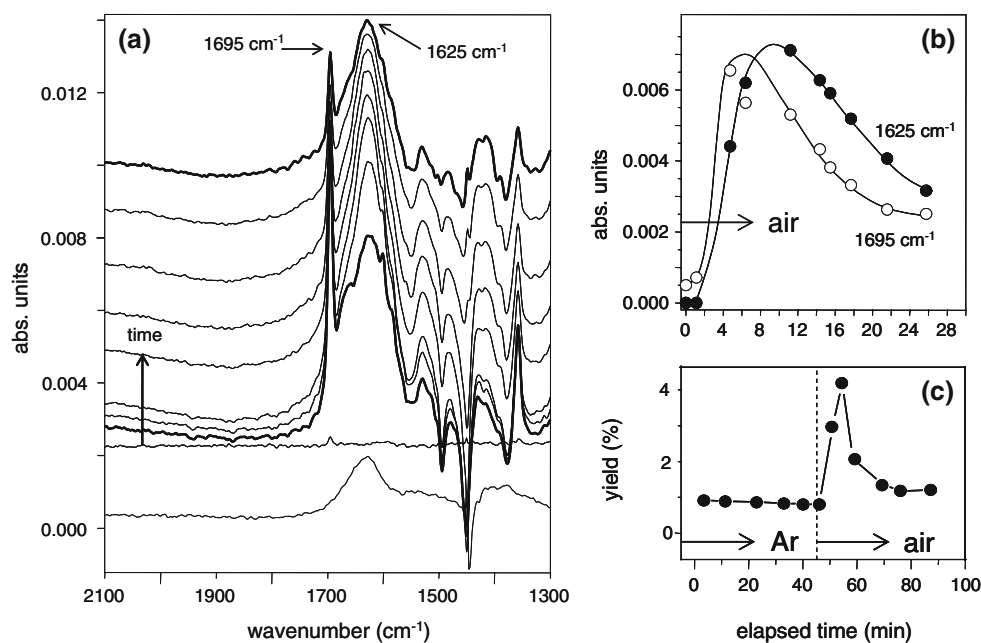 (a)
1695 cm-1
1625 cm-1
0.012
0.008
0.004
0.000
abs. units
time
2100
1900
1700
1500
1300
wavenumber (cm-1)
(b)
0.006
0.004
0.002
0.000
abs. units
air
1625 cm-1
1695 cm-1
0
4
8
12
16
20
24
28
(c)
4
2
0
yield (%)
Ar
air
0
20
40
60
80
100
elapsed time (min)